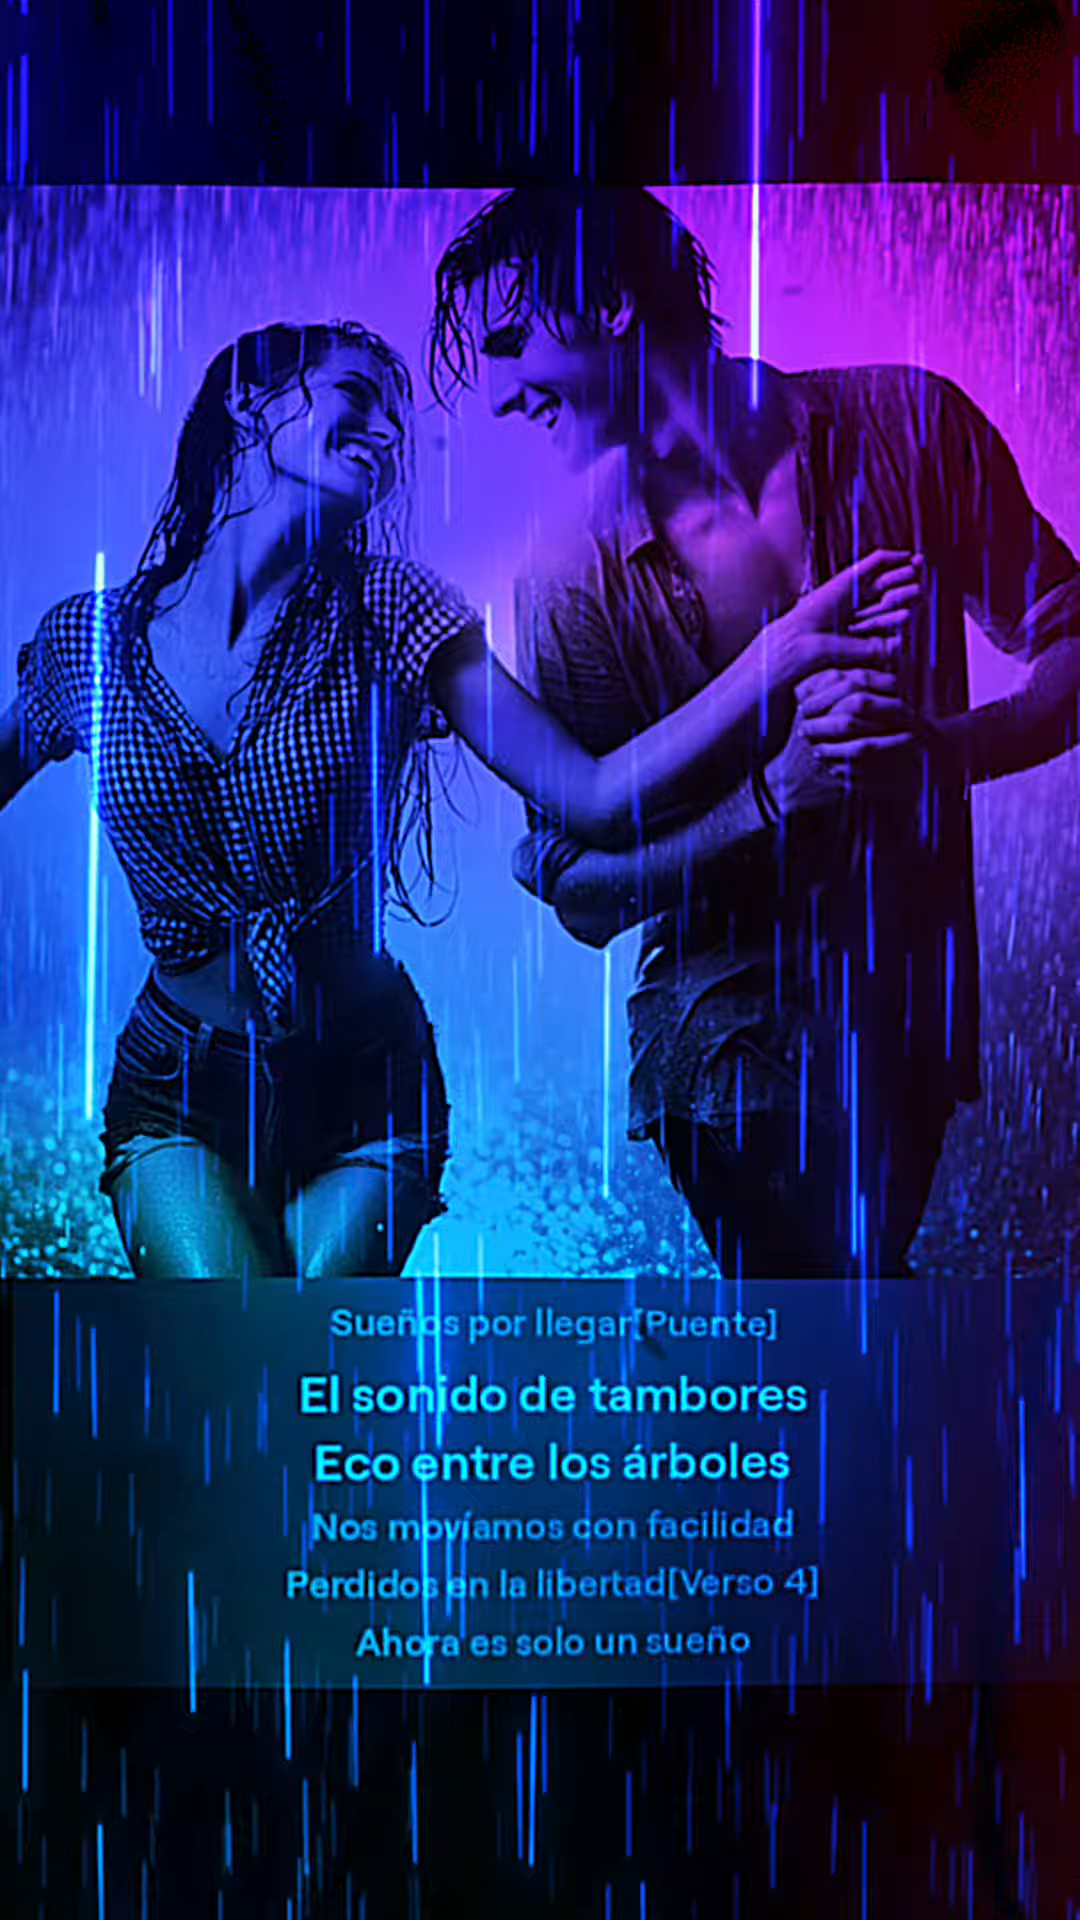 Sueños por llegar[Puente]
El sonido de tambores
Eco entre los árboles
Nos movíamos con facilidad
Perdidos en la libertad[Verso 4]
Ahora es solo un sueño